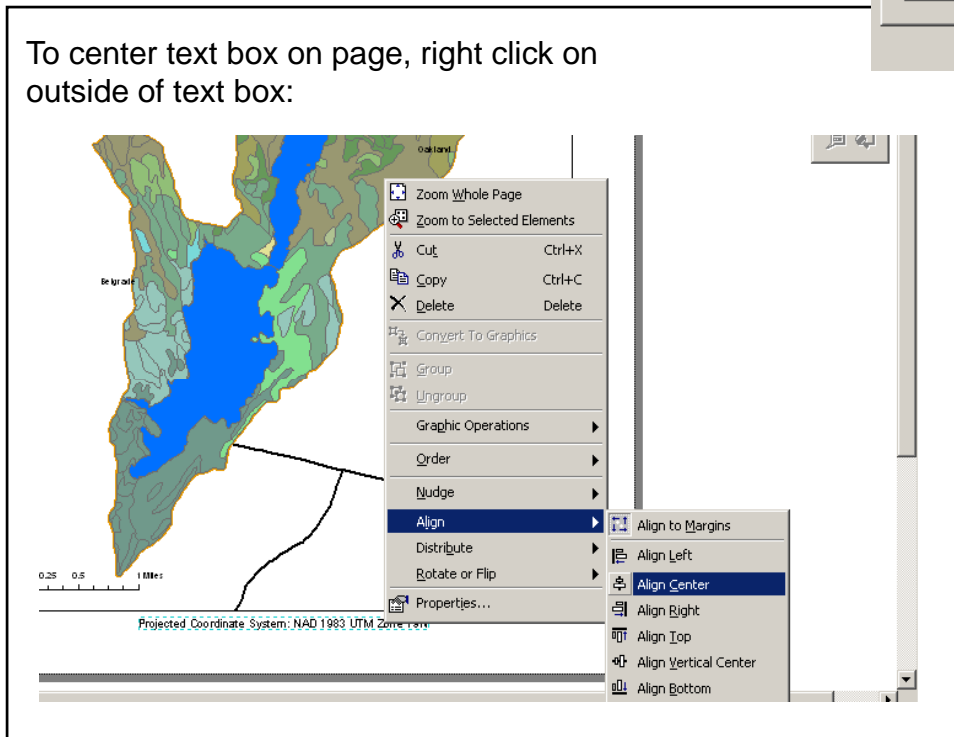 To center text box on page, right click on
outside of text box:
Oakland
Belgrade
Zoom Whole Page
Zoom to Selected Elements
Cut Ctrl+X
Copy Ctrl+C
Delete Delete
Convert To Graphics
Group
Ungroup
Graphic Operations
Order
Nudge
Align
Distribute
Rotate or Flip
Properties...
Align to Margins
Align Left
Align Center
Align Right
Align Top
Align Vertical Center
Align Bottom
0.25 0.5 1 Miles
Projected Coordinate System: NAD 1983 UTM Zone 19N